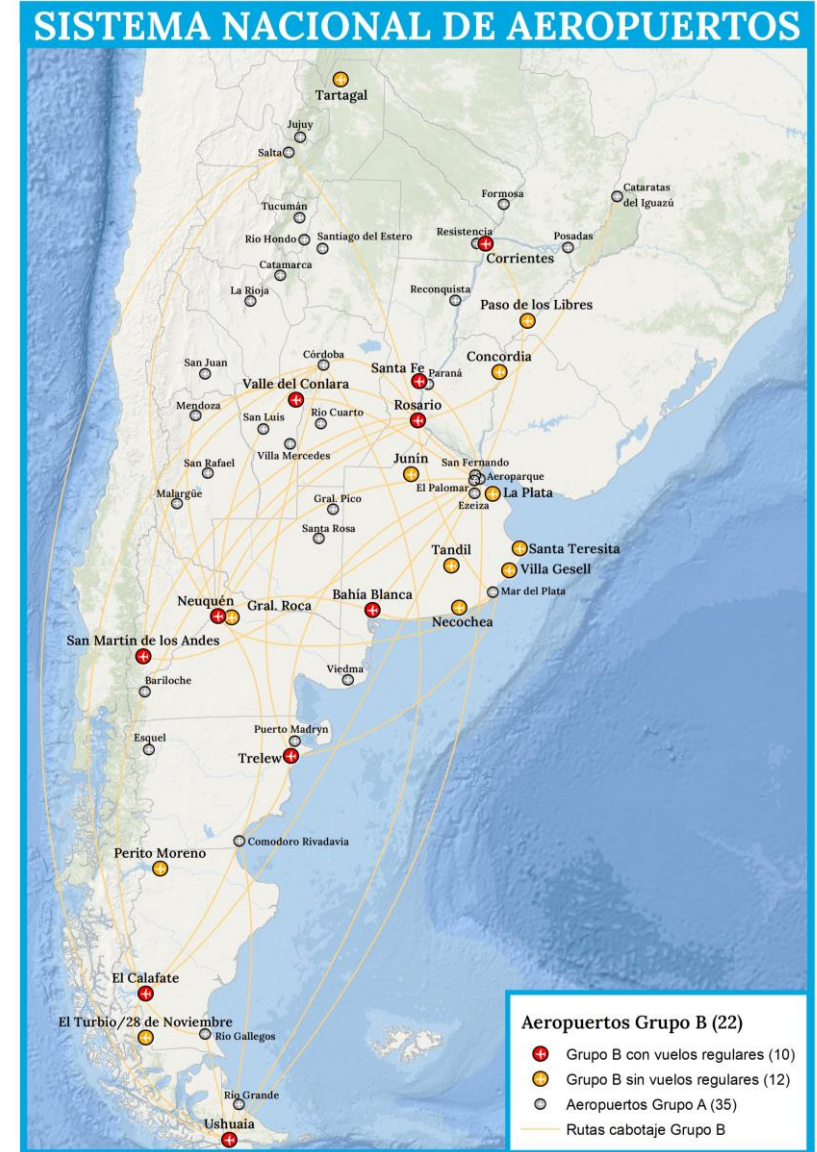 SISTEMA NACIONAL DE AEROPUERTOS
Tartagal
Jujuy
Salta
Tucumán
Formosa
Cataratas
del Iguazú
Rio Hondo
Santiago del Estero
Resistencia
Posadas
Corrientes
Catamarca
La Rioja
Reconquista
Paso de los Libres
Córdoba
Concordia
San Juan
Santa Fe
Paraná
Valle del Conlara
Mendoza
Rosario
San Luis
Río Cuarto
Villa Mercedes
Junín
San Fernando
San Rafael
Aeroparque
El Palomar
La Plata
Malargüe
Gral. Pico
Ezeiza
Santa Rosa
Tandil
Santa Teresita
Villa Gesell
Neuquén
Gral. Roca
Bahía Blanca
Mar del Plata
Necochea
San Martín de los Andes
Viedma
Bariloche
Esquel
Puerto Madryn
Trelew
Comodoro Rivadavia
Perito Moreno
El Calafate
El Turbio/28 de Noviembre
Río Gallegos
Río Grande
Ushuaia
Aeropuertos Grupo B (22)
Grupo B con vuelos regulares (10)
Grupo B sin vuelos regulares (12)
Aeropuertos Grupo A (35)
Rutas cabotaje Grupo B